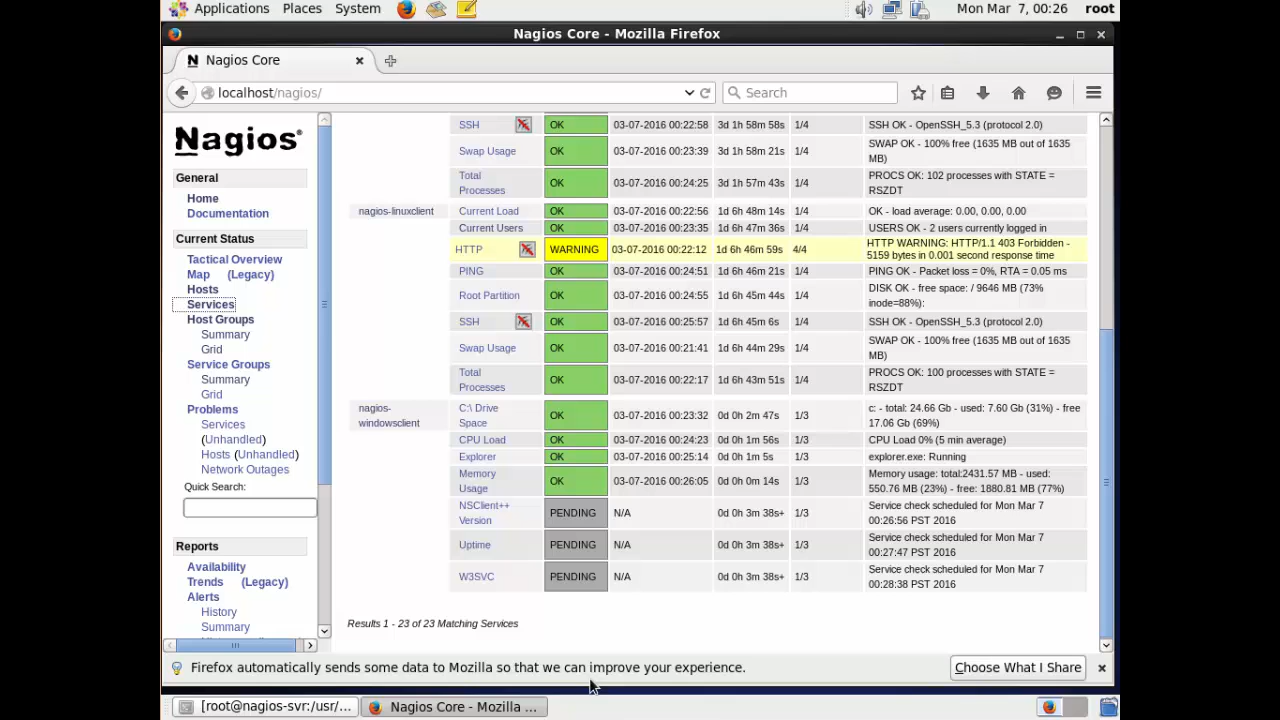 Applications Places System Mon Mar 7, 00:26 root
Nagios Core - Mozilla Firefox
Nagios Core
localhost/nagios/ Search
Nagios®
General
Home
Documentation
Current Status
Tactical Overview
Map (Legacy)
Hosts
Services
Host Groups
Summary
Grid
Service Groups
Summary
Grid
Problems
Services
(Unhandled)
Hosts (Unhandled)
Network Outages
Quick Search:
Reports
Availability
Trends (Legacy)
Alerts
History
Summary
SSH OK 03-07-2016 00:22:58 3d 1h 58m 58s 1/4 SSH OK - OpenSSH_5.3 (protocol 2.0)
Swap Usage OK 03-07-2016 00:23:39 3d 1h 58m 21s 1/4 SWAP OK - 100% free (1635 MB out of 1635
MB)
Total
Processes OK 03-07-2016 00:24:25 3d 1h 57m 43s 1/4 PROCS OK: 102 processes with STATE =
RSZDT
nagios-linuxclient Current Load OK 03-07-2016 00:22:56 1d 6h 48m 14s 1/4 OK - load average: 0.00, 0.00, 0.00
Current Users OK 03-07-2016 00:23:35 1d 6h 47m 36s 1/4 USERS OK - 2 users currently logged in
HTTP WARNING 03-07-2016 00:22:12 1d 6h 46m 59s 4/4 HTTP WARNING: HTTP/1.1 403 Forbidden -
5159 bytes in 0.001 second response time
PING OK 03-07-2016 00:24:51 1d 6h 46m 21s 1/4 PING OK - Packet loss = 0%, RTA = 0.05 ms
Root Partition OK 03-07-2016 00:24:55 1d 6h 45m 44s 1/4 DISK OK - free space: / 9646 MB (73%
inode=88%):
SSH OK 03-07-2016 00:25:57 1d 6h 45m 6s 1/4 SSH OK - OpenSSH_5.3 (protocol 2.0)
Swap Usage OK 03-07-2016 00:21:41 1d 6h 44m 29s 1/4 SWAP OK - 100% free (1635 MB out of 1635
MB)
Total
Processes OK 03-07-2016 00:22:17 1d 6h 43m 51s 1/4 PROCS OK: 100 processes with STATE =
RSZDT
nagios-
windowsclient C:\ Drive
Space OK 03-07-2016 00:23:32 0d 0h 2m 47s 1/3 c: - total: 24.66 Gb - used: 7.60 Gb (31%) - free
17.06 Gb (69%)
CPU Load OK 03-07-2016 00:24:23 0d 0h 1m 56s 1/3 CPU Load 0% (5 min average)
Explorer OK 03-07-2016 00:25:14 0d 0h 1m 5s 1/3 explorer.exe: Running
Memory
Usage OK 03-07-2016 00:26:05 0d 0h 0m 14s 1/3 Memory usage: total:2431.57 MB - used:
550.76 MB (23%) - free: 1880.81 MB (77%)
NSClient++
Version PENDING N/A 0d 0h 3m 38s+ 1/3 Service check scheduled for Mon Mar 7
00:26:56 PST 2016
Uptime PENDING N/A 0d 0h 3m 38s+ 1/3 Service check scheduled for Mon Mar 7
00:27:47 PST 2016
W3SVC PENDING N/A 0d 0h 3m 38s+ 1/3 Service check scheduled for Mon Mar 7
00:28:38 PST 2016
Results 1 - 23 of 23 Matching Services
Firefox automatically sends some data to Mozilla so that we can improve your experience. Choose What I Share
[root@nagios-svr:/usr/... Nagios Core - Mozilla ...